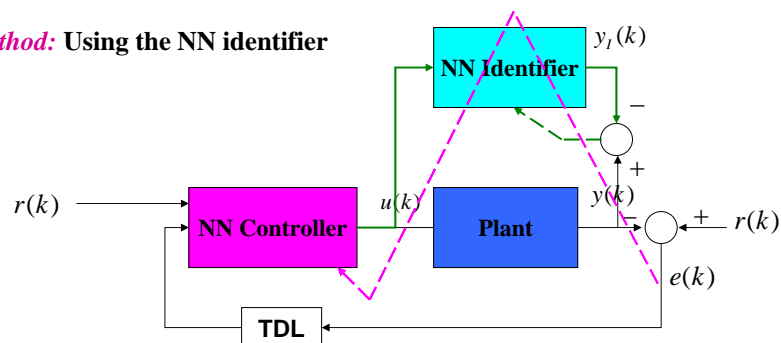 thod: Using the NN identifier
y_I(k)
NN Identifier
−
+
r(k)
NN Controller
u(k)
Plant
y(k)
−
+
r(k)
e(k)
TDL